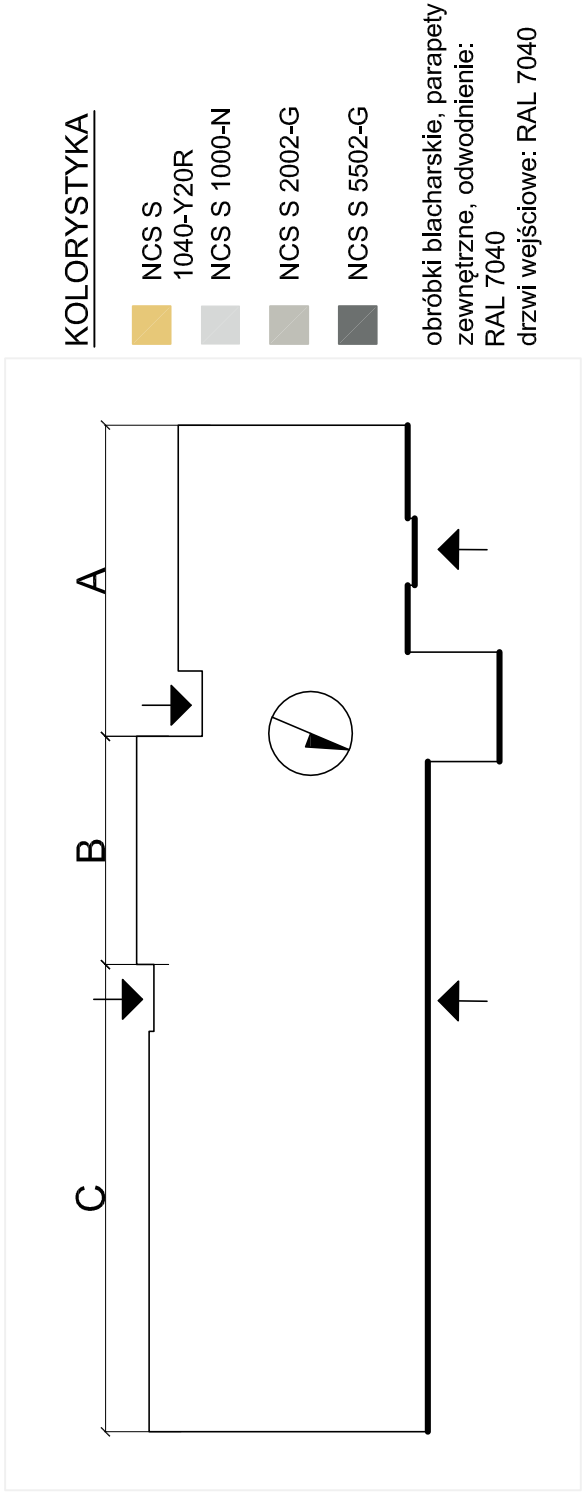 KOLORYSTYKA
NCS S
1040-Y20R
NCS S 1000-N
NCS S 2002-G
NCS S 5502-G
obróbki blacharskie, parapety
zewnętrzne, odwodnienie:
RAL 7040
drzwi wejściowe: RAL 7040
C
B
A